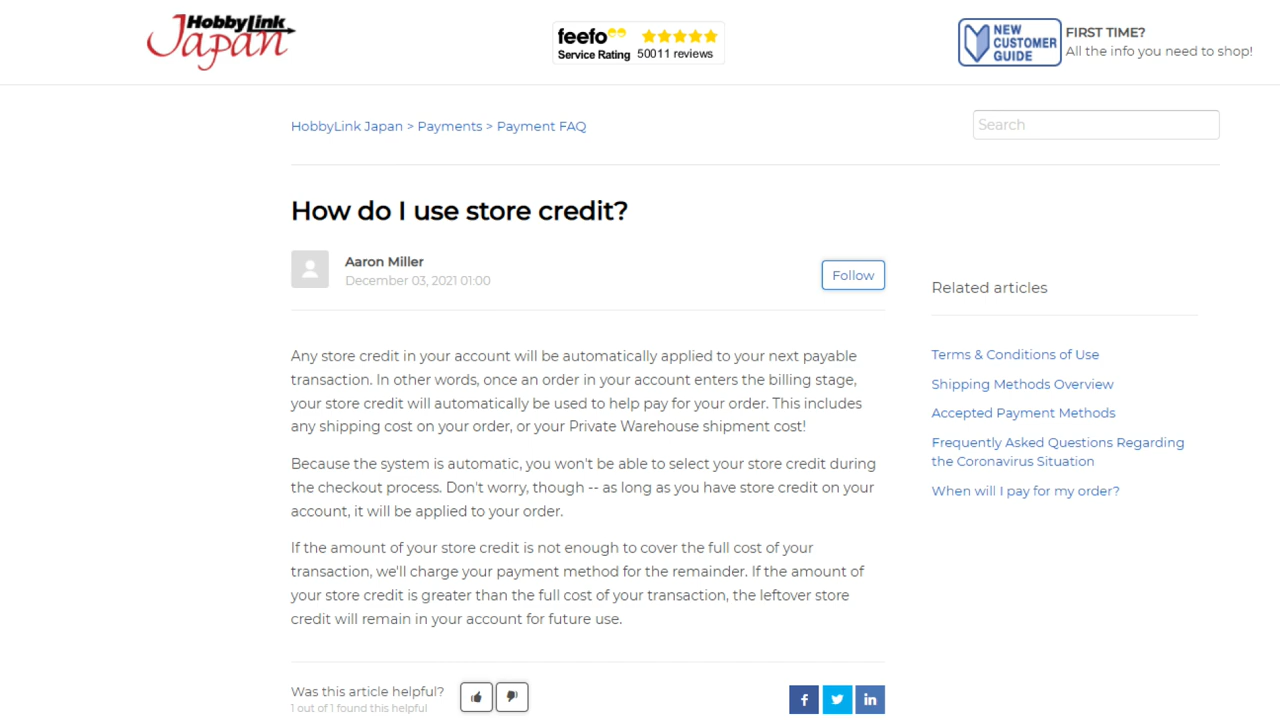 HobbyLink
Japan
feefo
Service Rating 50011 reviews
NEW
CUSTOMER
GUIDE
FIRST TIME?
All the info you need to shop!
HobbyLink Japan > Payments > Payment FAQ
Search
How do I use store credit?
Aaron Miller
December 03, 2021 01:00
Follow
Any store credit in your account will be automatically applied to your next payable
transaction. In other words, once an order in your account enters the billing stage,
your store credit will automatically be used to help pay for your order. This includes
any shipping cost on your order, or your Private Warehouse shipment cost!
Because the system is automatic, you won't be able to select your store credit during
the checkout process. Don't worry, though -- as long as you have store credit on your
account, it will be applied to your order.
If the amount of your store credit is not enough to cover the full cost of your
transaction, we'll charge your payment method for the remainder. If the amount of
your store credit is greater than the full cost of your transaction, the leftover store
credit will remain in your account for future use.
Was this article helpful?
1 out of 1 found this helpful
Related articles
Terms & Conditions of Use
Shipping Methods Overview
Accepted Payment Methods
Frequently Asked Questions Regarding
the Coronavirus Situation
When will I pay for my order?